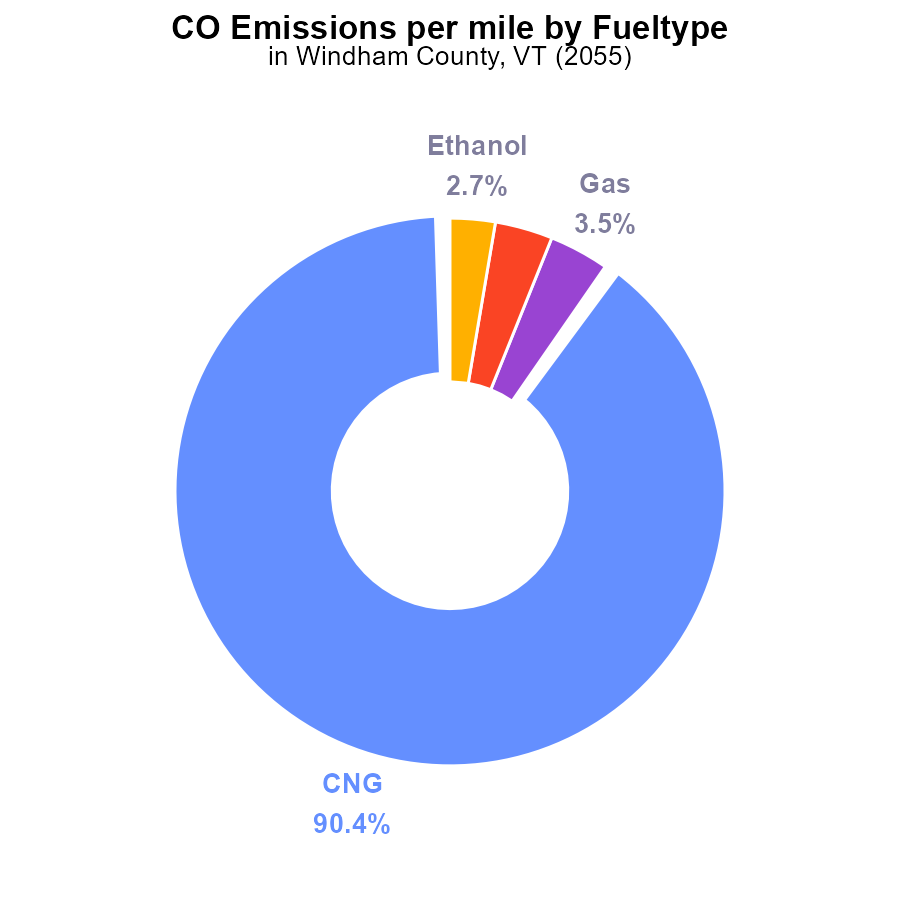 CO Emissions per mile by Fueltype
in Windham County, VT (2055)
Ethanol
2.7%
Gas
3.5%
CNG
90.4%